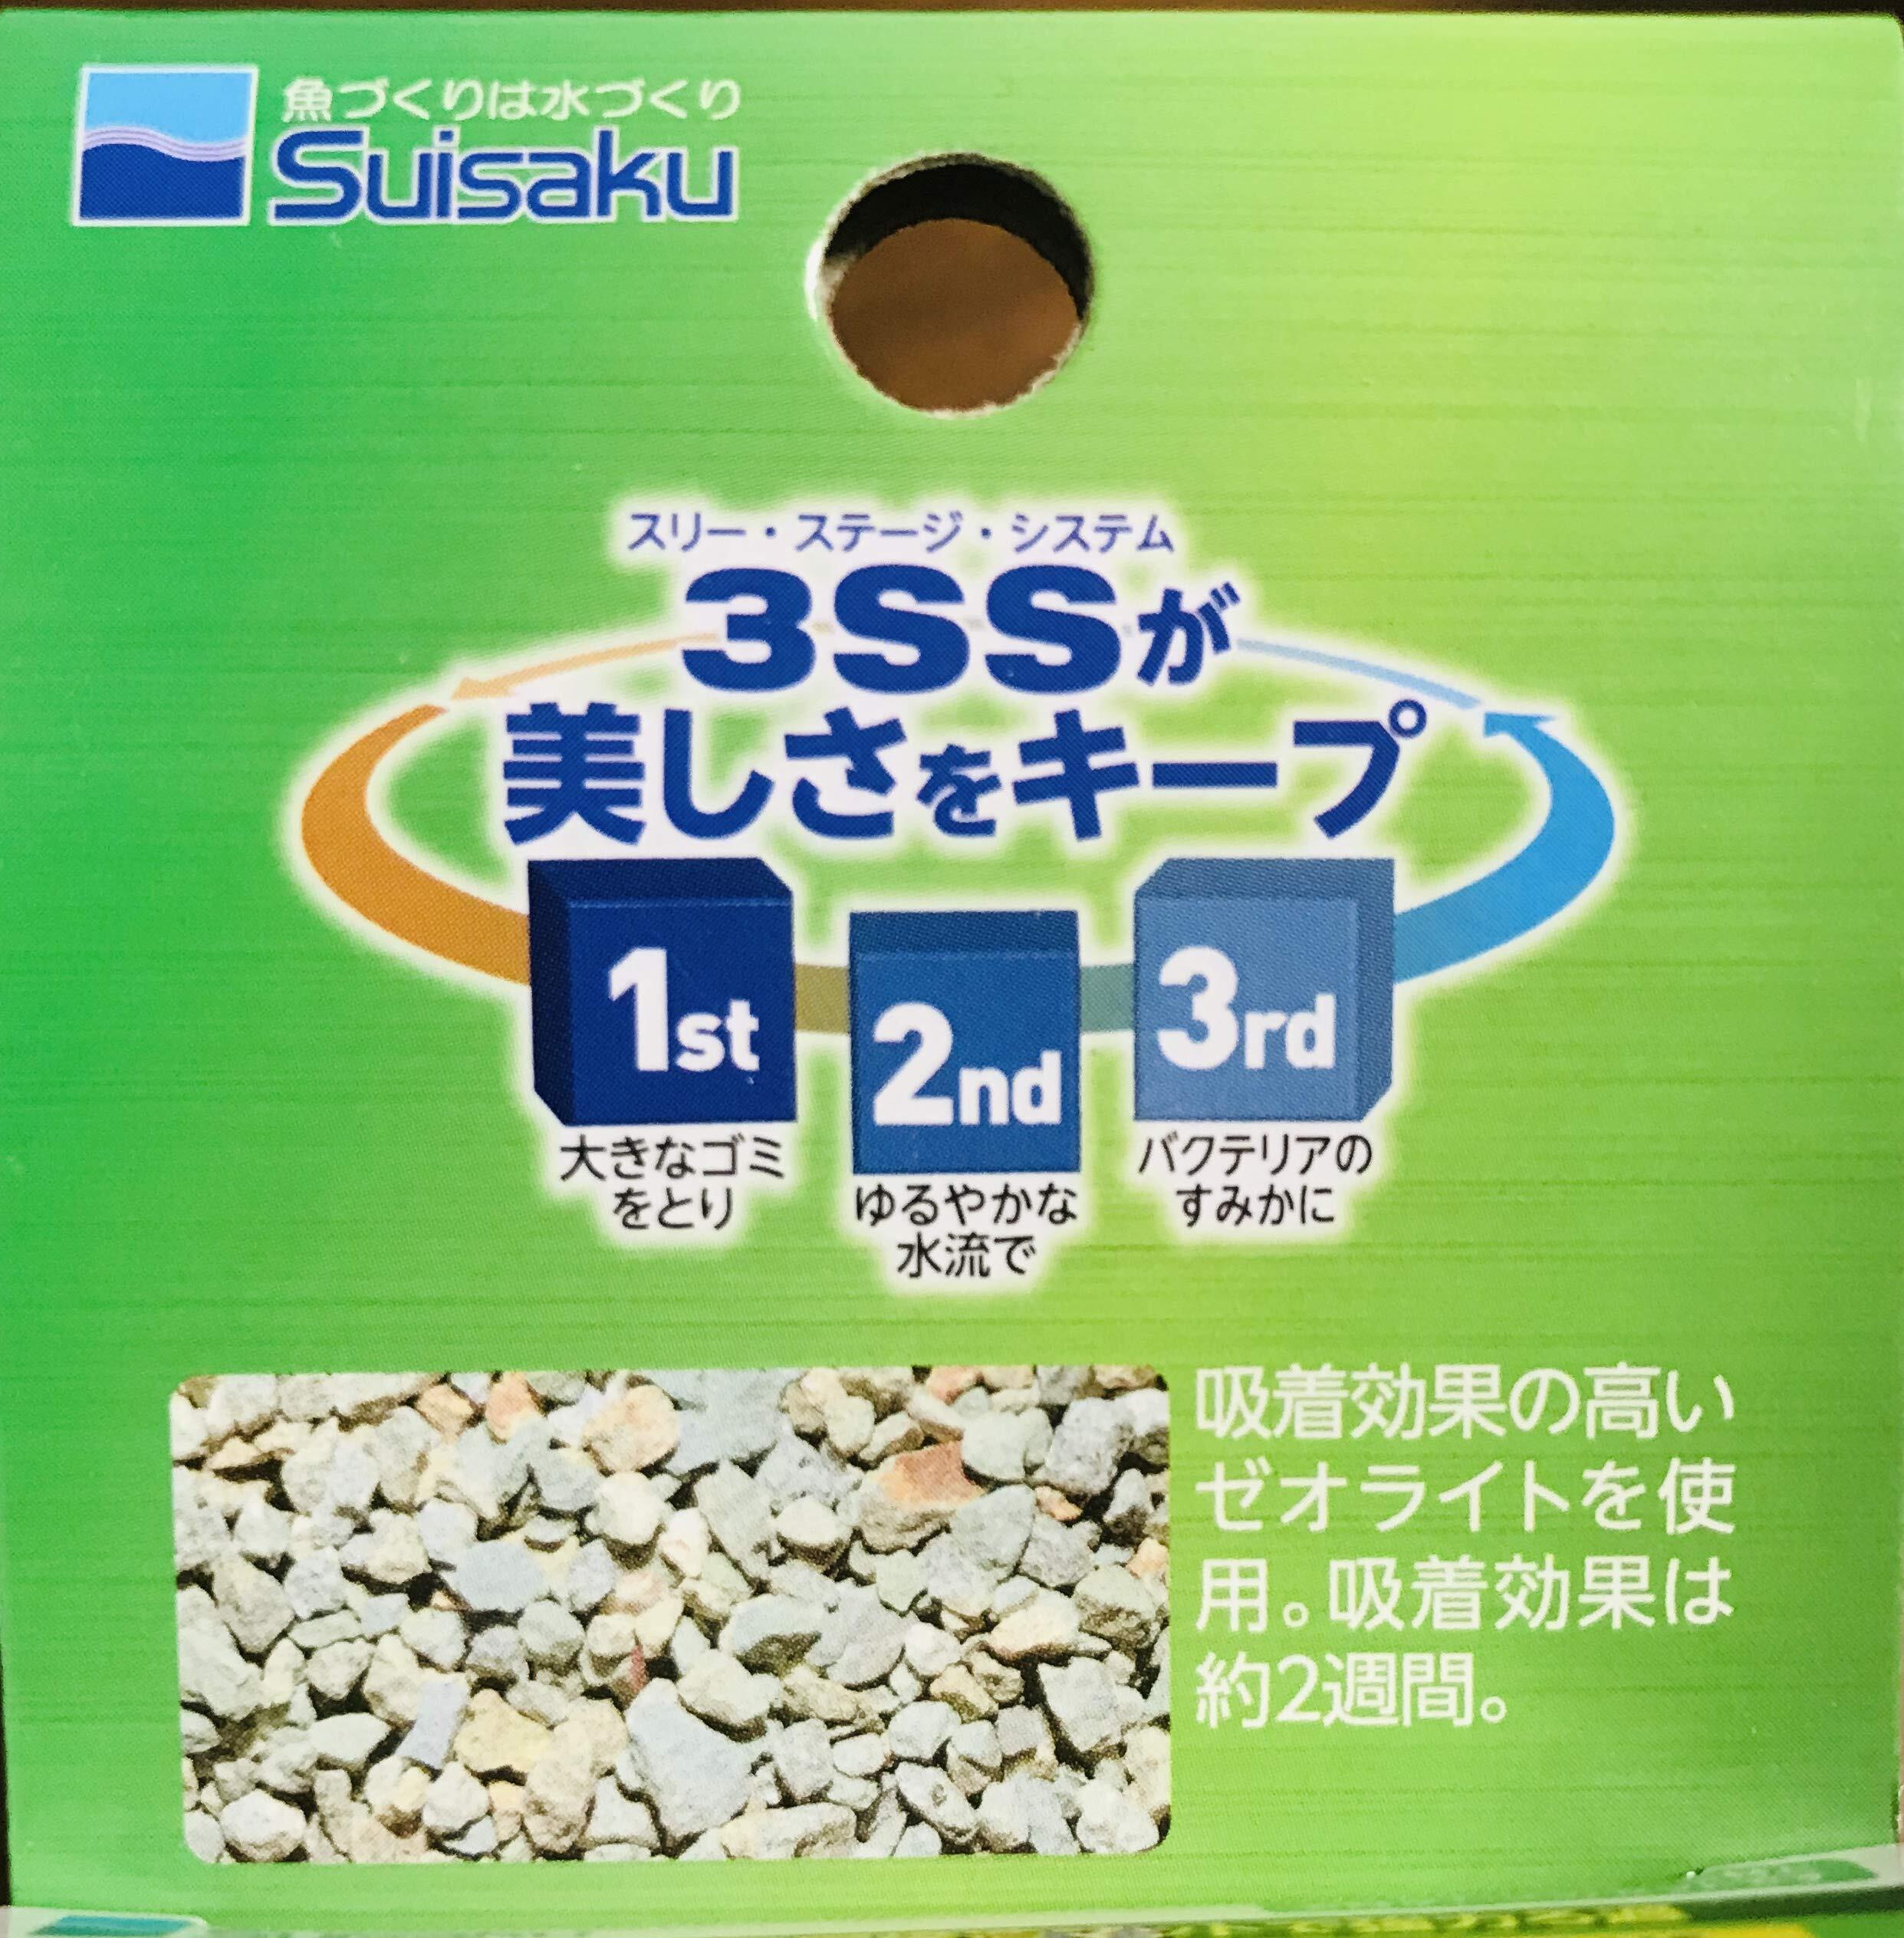 魚づくりは水づくり
Suisaku
スリー・ステージ・システム
3SSが
美しさをキープ
1st
2nd
3rd
大きなゴミ
をとり
ゆるやかな
水流で
バクテリアの
すみかに
吸着効果の高い
ゼオライトを使
用。吸着効果は
約2週間。